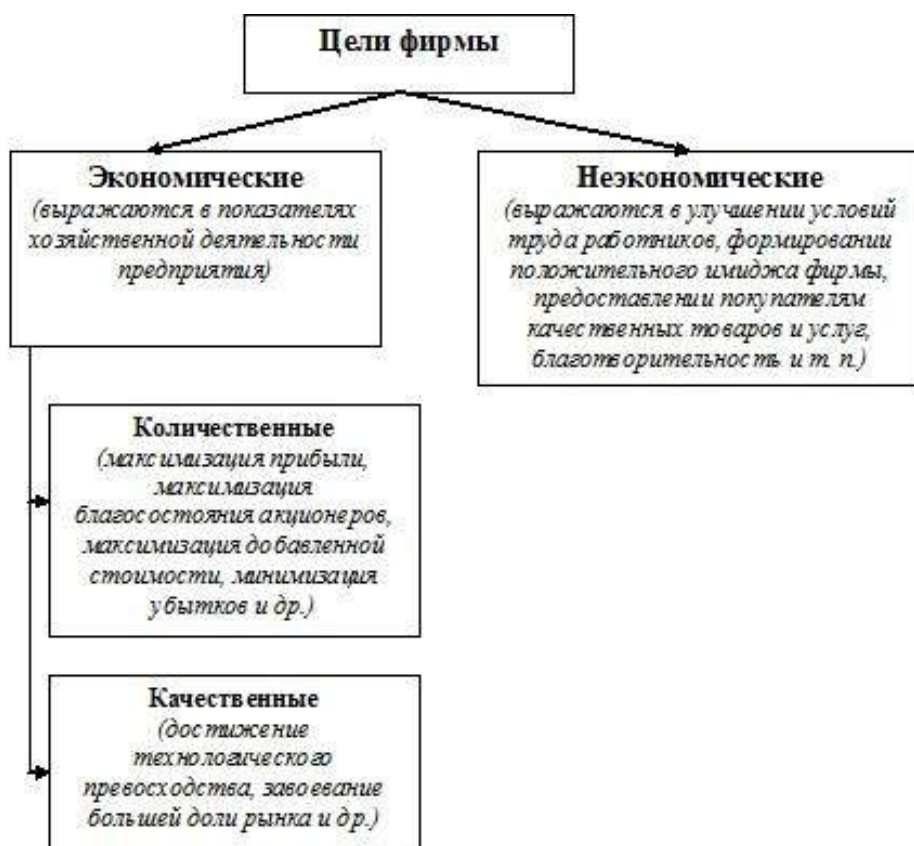 Цели фирмы
Экономические
(выражаются в показателях
хозяйственной деятельности
предприятия)
Неэкономические
(выражаются в улучшении условий
труда работников, формировании
положительного имиджа фирмы,
предоставлении покупателям
качественных товаров и услуг,
благотворительность и т. п.)
Количественные
(максимизация прибыли,
максимизация
благосостояния акционеров,
максимизация добавленной
стоимости, минимизация
убытков и др.)
Качественные
(достижение
технологического
превосходства, завоевание
большей доли рынка и др.)